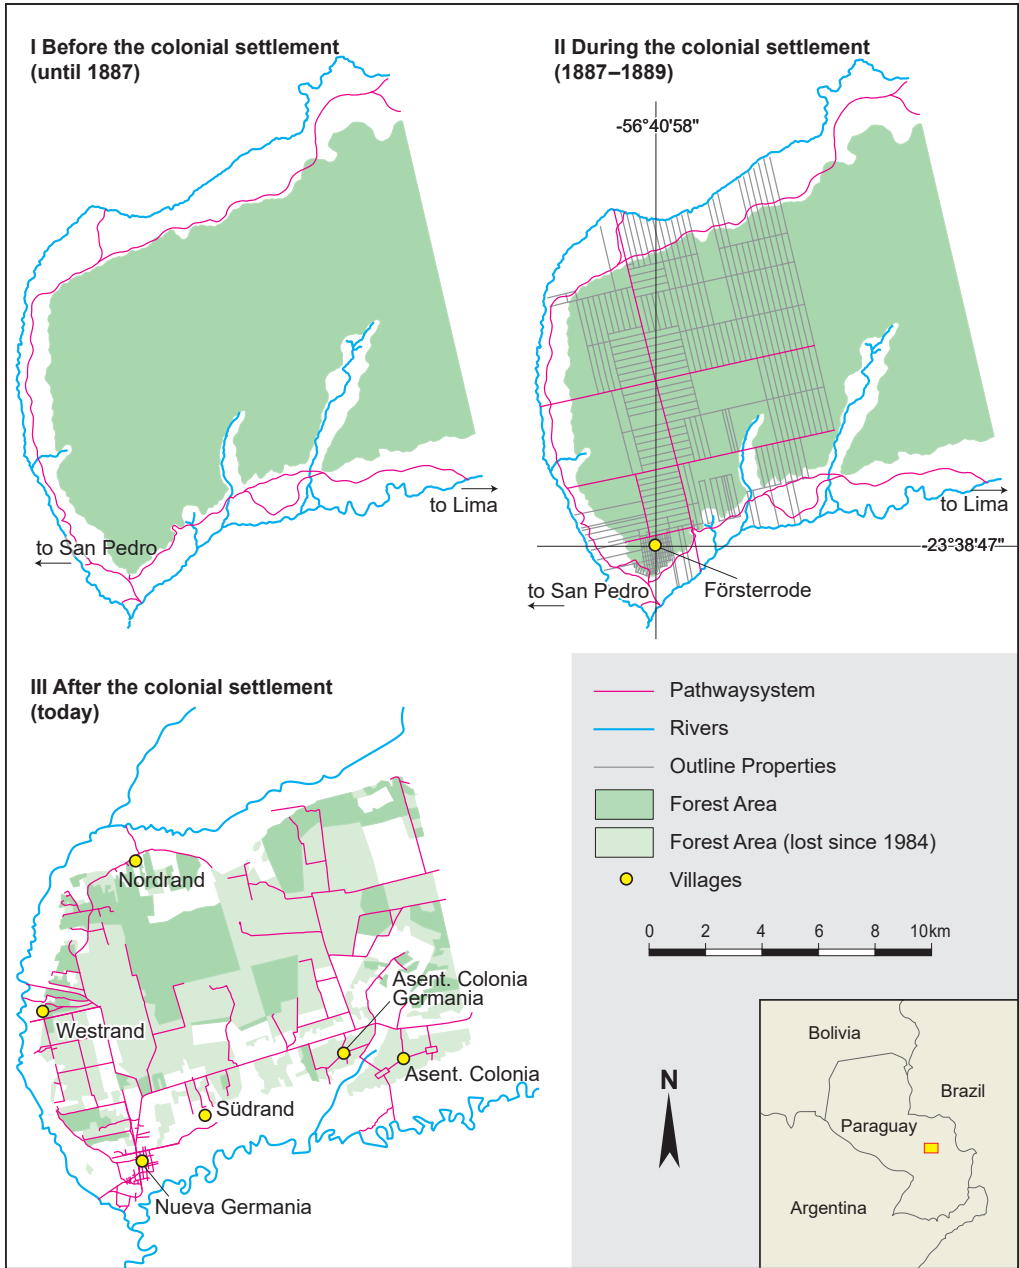 I Before the colonial settlement
(until 1887)
to Lima
to San Pedro
II During the colonial settlement
(1887–1889)
-56°40'58"
to Lima
-23°38'47"
to San Pedro
Försterrode
III After the colonial settlement
(today)
Nordrand
Asent. Colonia
Germania
Westrand
Asent. Colonia
Südrand
Nueva Germania
Pathwaysystem
Rivers
Outline Properties
Forest Area
Forest Area (lost since 1984)
Villages
0 2 4 6 8 10km
N
Bolivia
Brazil
Paraguay
Argentina